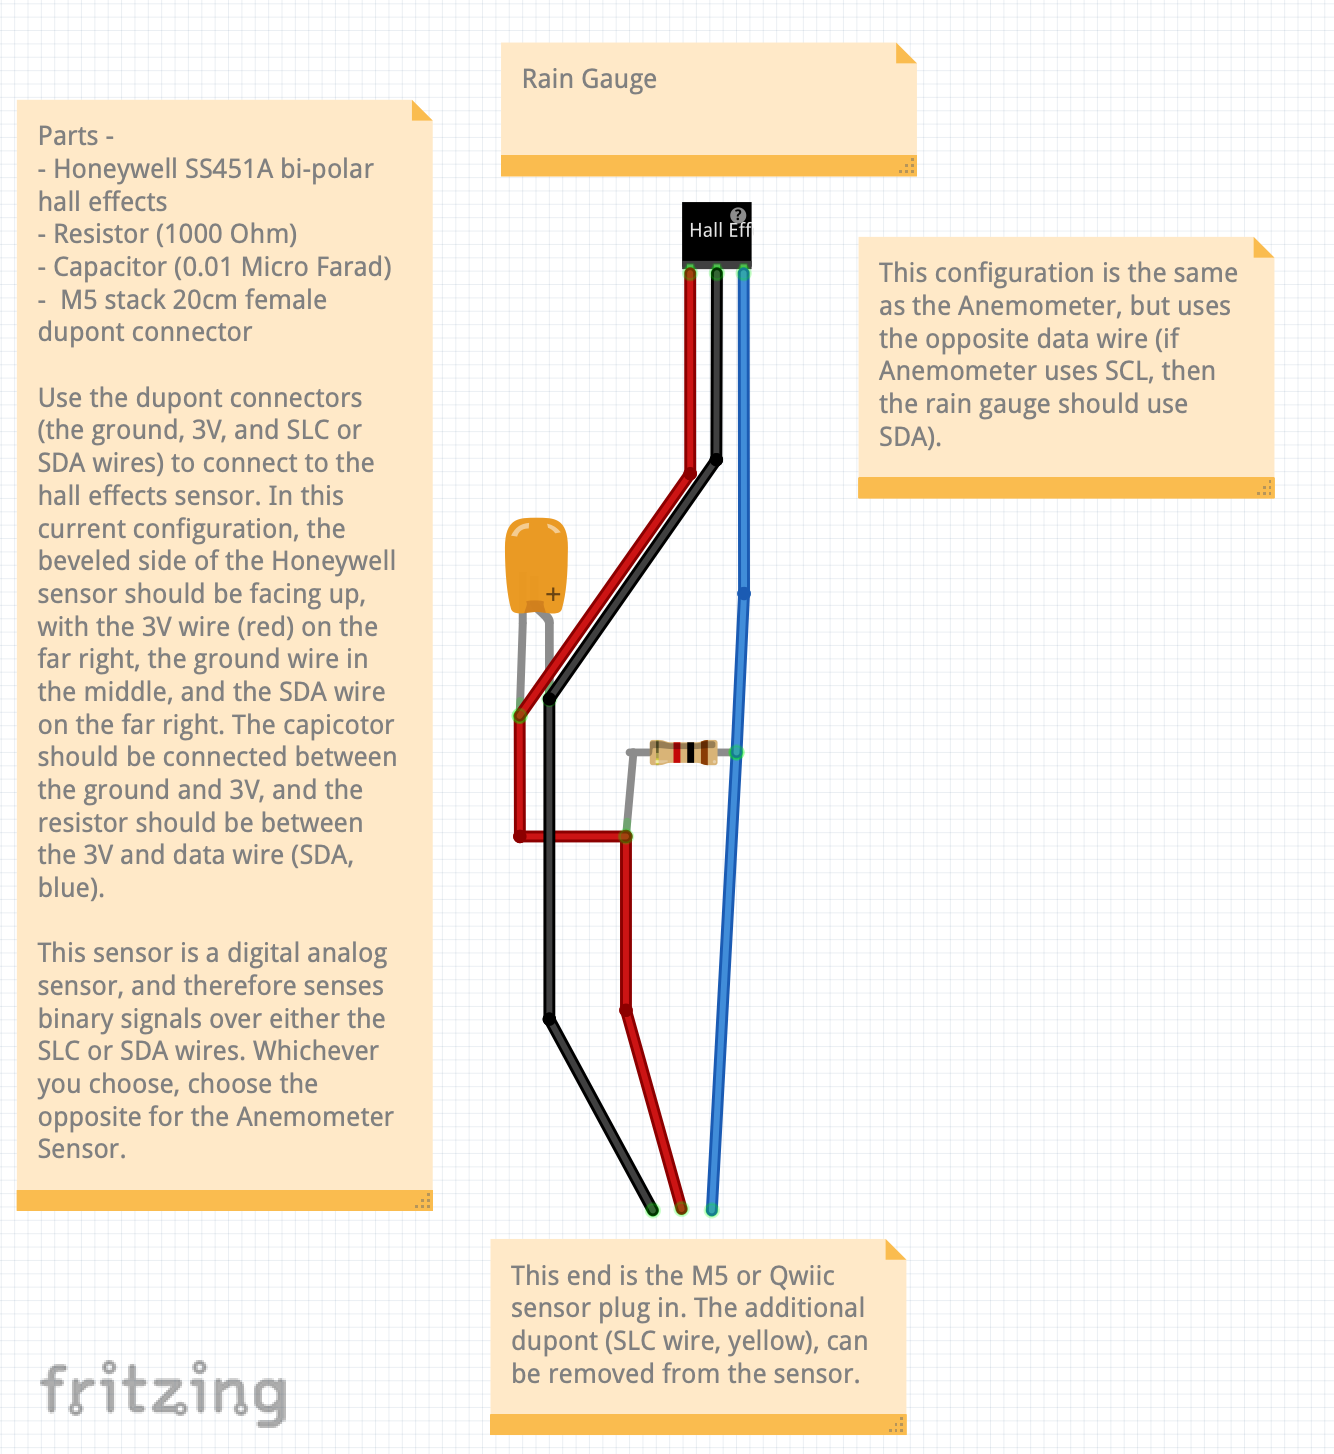 Rain Gauge
Parts -
- Honeywell SS451A bi-polar
hall effects
- Resistor (1000 Ohm)
- Capacitor (0.01 Micro Farad)
-  M5 stack 20cm female
dupont connector
Use the dupont connectors
(the ground, 3V, and SLC or
SDA wires) to connect to the
hall effects sensor. In this
current configuration, the
beveled side of the Honeywell
sensor should be facing up,
with the 3V wire (red) on the
far right, the ground wire in
the middle, and the SDA wire
on the far right. The capicotor
should be connected between
the ground and 3V, and the
resistor should be between
the 3V and data wire (SDA,
blue).
This sensor is a digital analog
sensor, and therefore senses
binary signals over either the
SLC or SDA wires. Whichever
you choose, choose the
opposite for the Anemometer
Sensor.
?
Hall Eff
+
This configuration is the same
as the Anemometer, but uses
the opposite data wire (if
Anemometer uses SCL, then
the rain gauge should use
SDA).
This end is the M5 or Qwiic
sensor plug in. The additional
dupont (SLC wire, yellow), can
be removed from the sensor.
fritzing